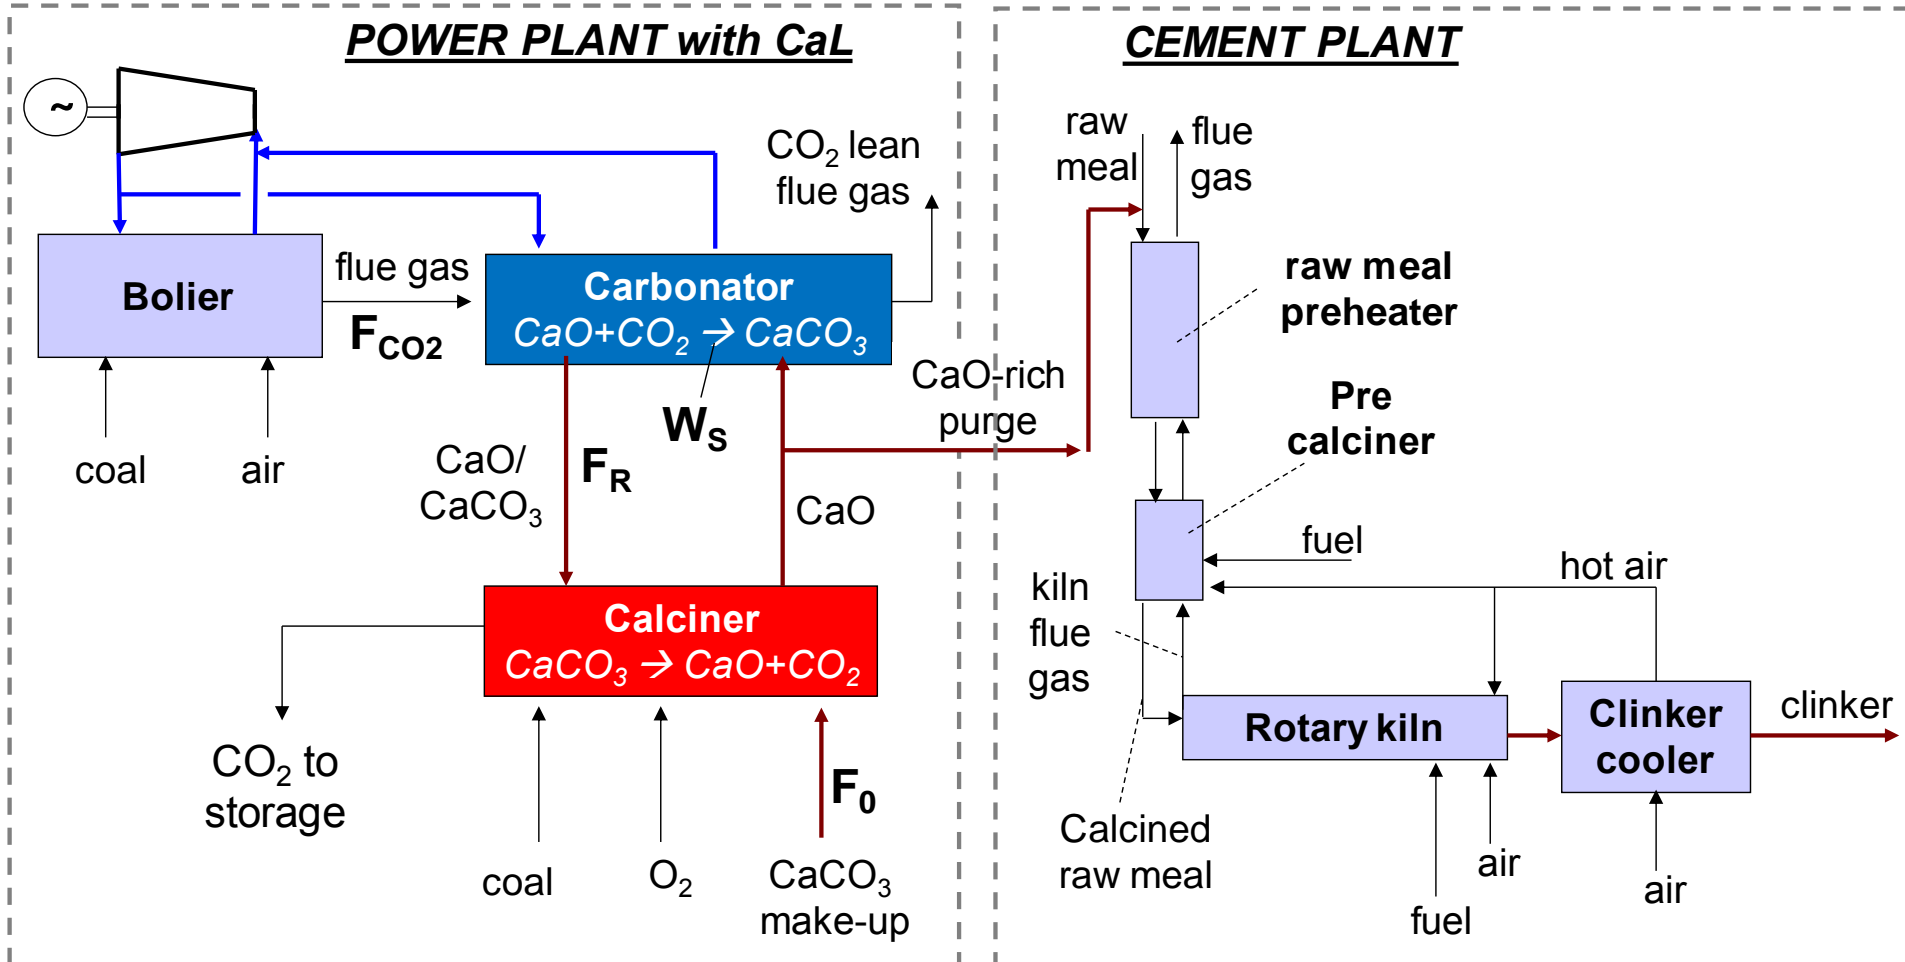 POWER PLANT with CaL
CEMENT PLANT
~
raw
meal
flue
gas
CO₂ lean
flue gas
Bolier
flue gas
F_CO2
Carbonator
CaO+CO₂ → CaCO₃
raw meal
preheater
coal
air
CaO/
CaCO₃
F_R
W_S
CaO-rich
purge
CaO
Pre
calciner
fuel
hot air
kiln
flue
gas
Calciner
CaCO₃ → CaO+CO₂
CO₂ to
storage
coal
O₂
F₀
CaCO₃
make-up
Rotary kiln
Clinker
cooler
clinker
Calcined
raw meal
fuel
air
air